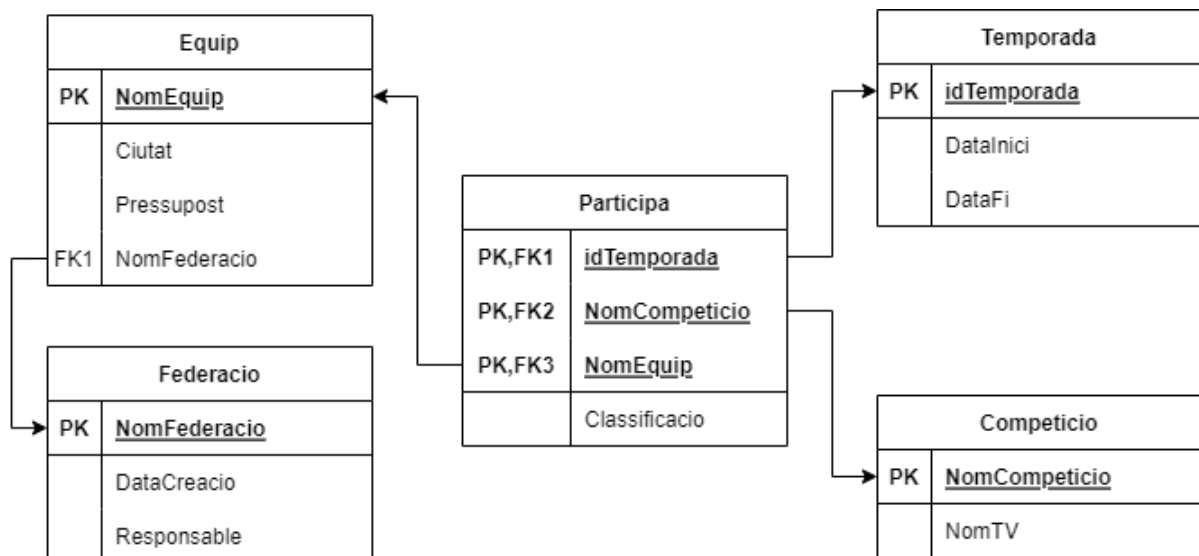 Equip
PK NomEquip
Ciutat
Pressupost
FK1 NomFederacio
Federacio
PK NomFederacio
DataCreacio
Responsable
Participa
PK,FK1 idTemporada
PK,FK2 NomCompeticio
PK,FK3 NomEquip
Classificacio
Temporada
PK idTemporada
DataInici
DataFi
Competicio
PK NomCompeticio
NomTV